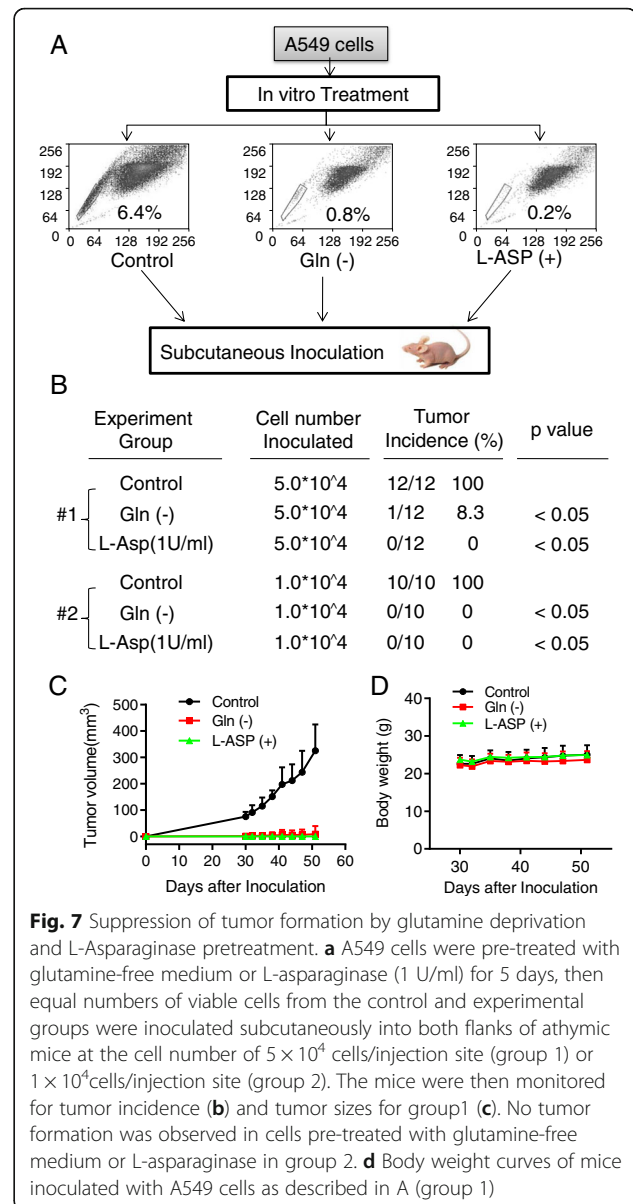 A
A549 cells
In vitro Treatment
256
192
128
64
0
6.4%
0 64 128 192 256
Control
256
192
128
64
0
0.8%
0 64 128 192 256
Gln (-)
256
192
128
64
0
0.2%
0 64 128 192 256
L-ASP (+)
Subcutaneous Inoculation
B
Experiment Group
Cell number Inoculated
Tumor Incidence (%)
p value
#1
Control 5.0*10^4 12/12 100
Gln (-) 5.0*10^4 1/12 8.3 < 0.05
L-Asp(1U/ml) 5.0*10^4 0/12 0 < 0.05
#2
Control 1.0*10^4 10/10 100
Gln (-) 1.0*10^4 0/10 0 < 0.05
L-Asp(1U/ml) 1.0*10^4 0/10 0 < 0.05
C
Control
Gln (-)
L-ASP (+)
Tumor volume(mm³)
500
400
300
200
100
0
0 10 20 30 40 50 60
Days after Inoculation
D
Control
Gln (-)
L-ASP (+)
Body weight (g)
40
30
20
10
0
30 40 50
Days after Inoculation
Fig. 7 Suppression of tumor formation by glutamine deprivation
and L-Asparaginase pretreatment. a A549 cells were pre-treated with
glutamine-free medium or L-asparaginase (1 U/ml) for 5 days, then
equal numbers of viable cells from the control and experimental
groups were inoculated subcutaneously into both flanks of athymic
mice at the cell number of 5 × 10⁴ cells/injection site (group 1) or
1 × 10⁴cells/injection site (group 2). The mice were then monitored
for tumor incidence (b) and tumor sizes for group1 (c). No tumor
formation was observed in cells pre-treated with glutamine-free
medium or L-asparaginase in group 2. d Body weight curves of mice
inoculated with A549 cells as described in A (group 1)